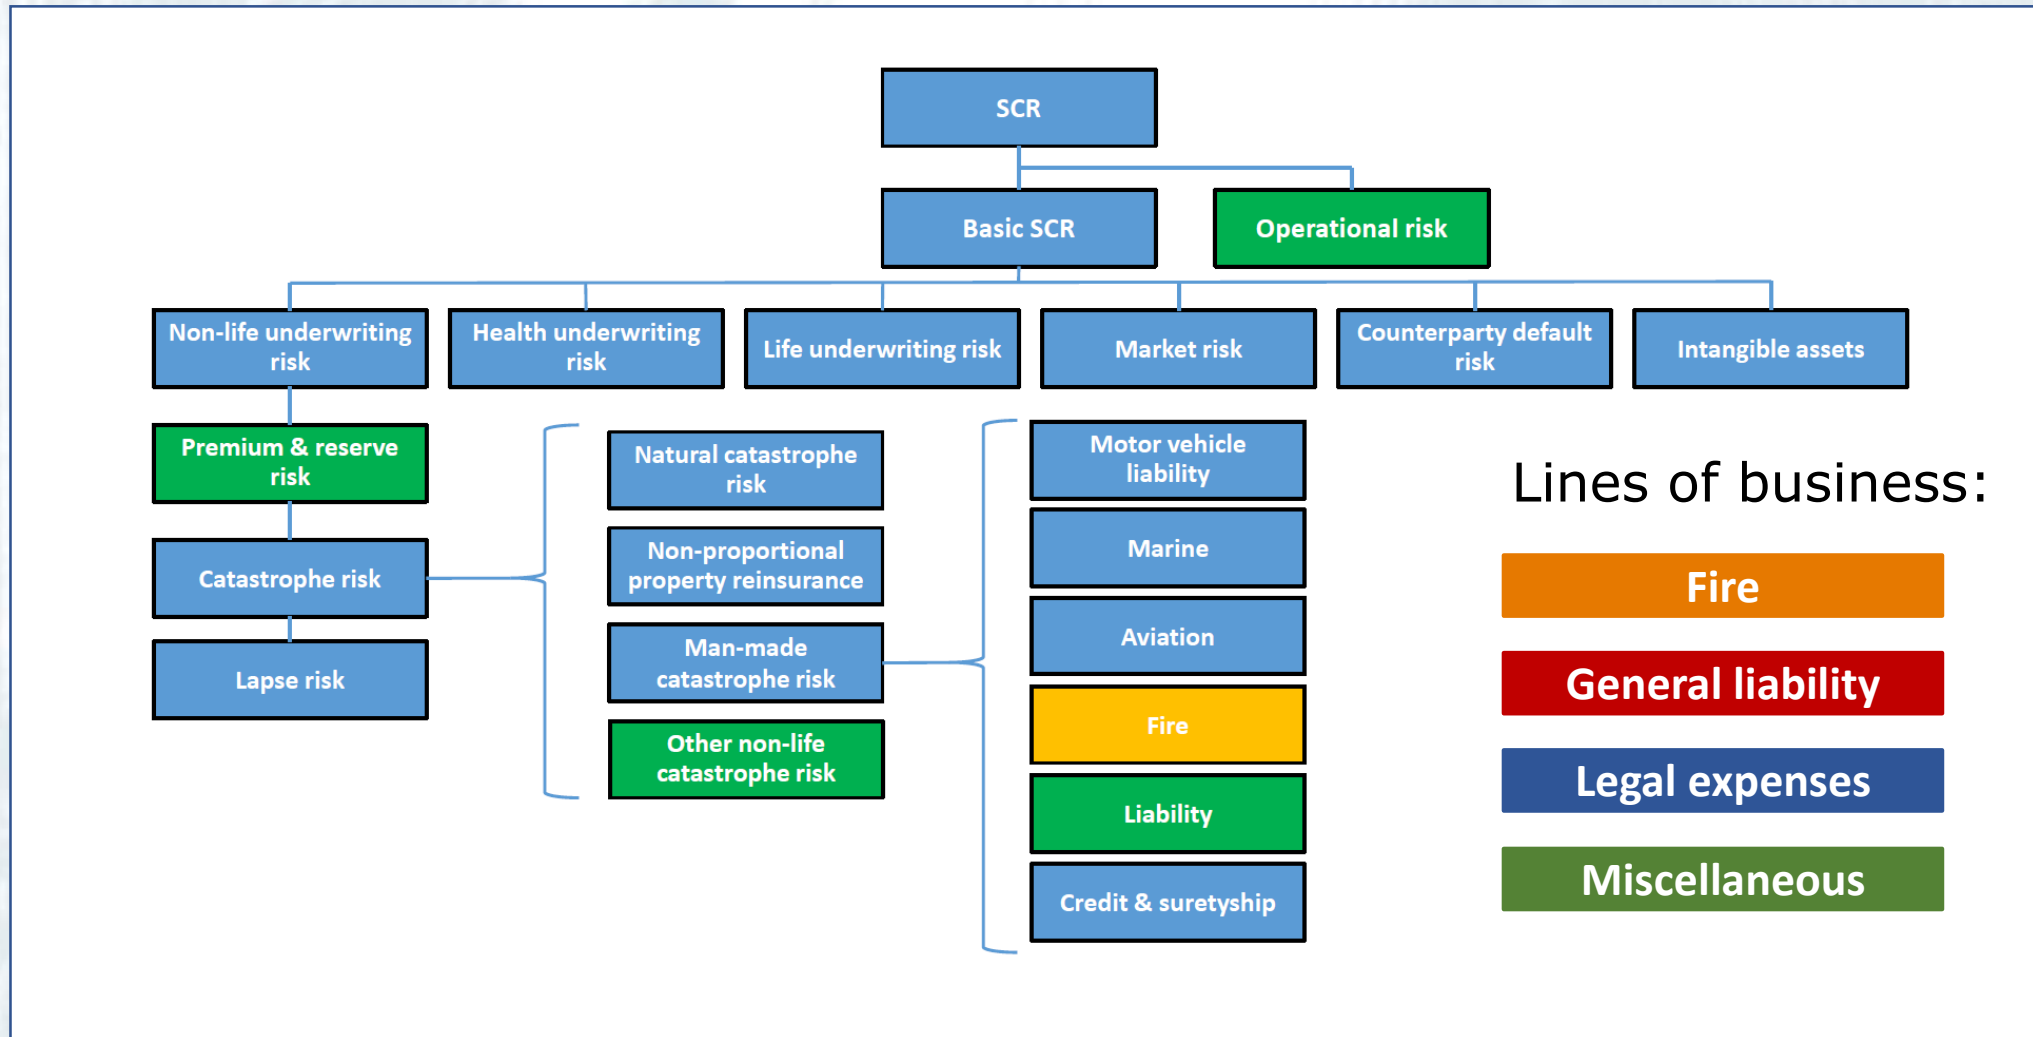 SCR
Basic SCR
Operational risk
Non-life underwriting
risk
Health underwriting
risk
Life underwriting risk
Market risk
Counterparty default
risk
Intangible assets
Premium & reserve
risk
Catastrophe risk
Lapse risk
Natural catastrophe
risk
Non-proportional
property reinsurance
Man-made
catastrophe risk
Other non-life
catastrophe risk
Motor vehicle
liability
Marine
Aviation
Fire
Liability
Credit & suretyship
Lines of business:
Fire
General liability
Legal expenses
Miscellaneous